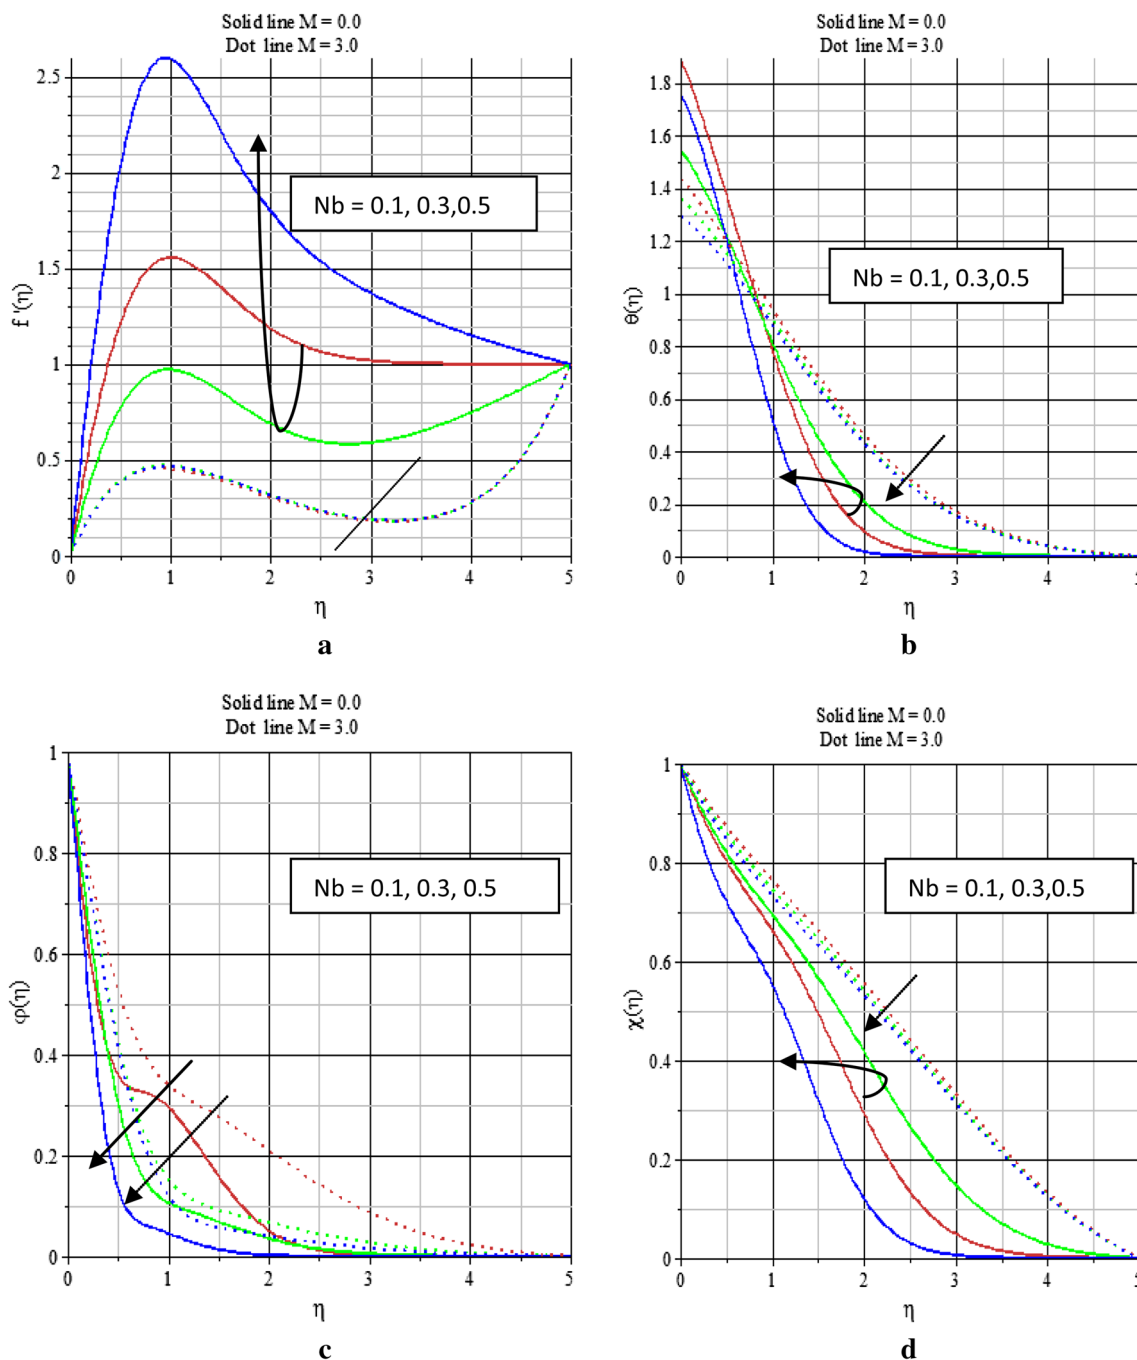 Solid line M = 0.0
Dot line M = 3.0
2.5
2
1.5
1
0.5
0
f '(η)
Nb = 0.1, 0.3,0.5
0 1 2 3 4 5
η
a
Solid line M = 0.0
Dot line M = 3.0
1.8
1.6
1.4
1.2
1
0.8
0.6
0.4
0.2
0
θ(η)
Nb = 0.1, 0.3,0.5
0 1 2 3 4 5
η
b
Solid line M = 0.0
Dot line M = 3.0
1
0.8
0.6
0.4
0.2
0
φ(η)
Nb = 0.1, 0.3, 0.5
0 1 2 3 4 5
η
c
Solid line M = 0.0
Dot line M = 3.0
1
0.8
0.6
0.4
0.2
0
χ(η)
Nb = 0.1, 0.3,0.5
0 1 2 3 4 5
η
d